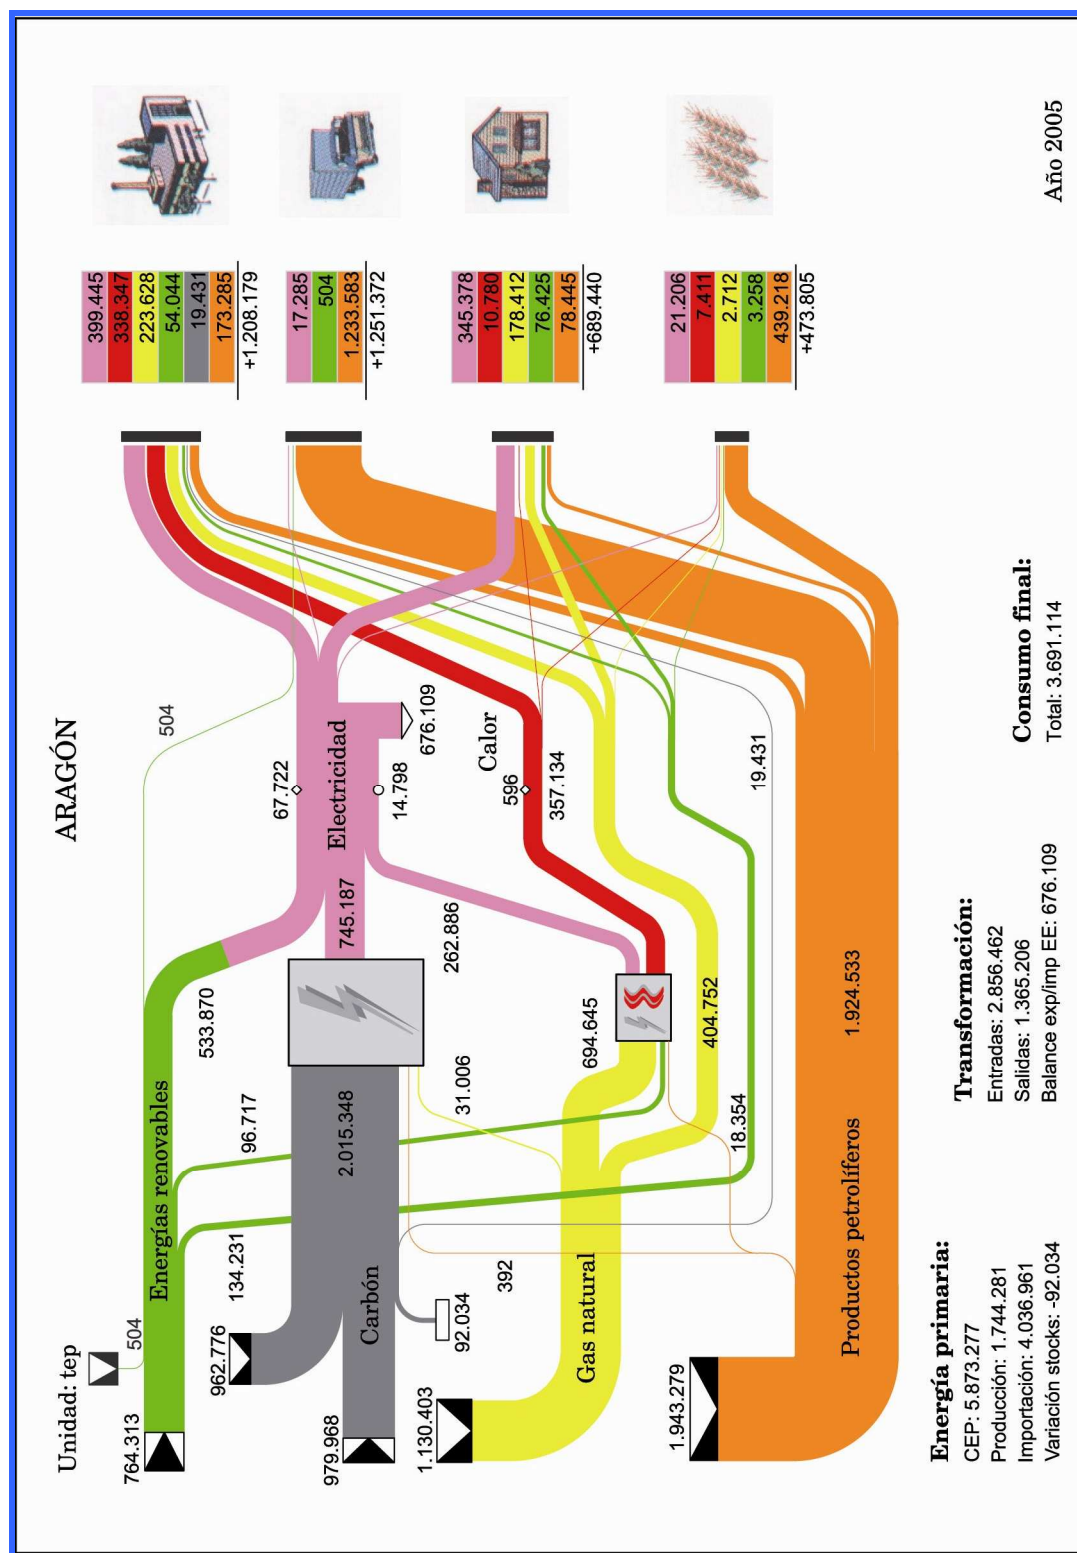 ARAGÓN
Unidad: tep
504
504
764.313
Energías renovables
533.870
96.717
134.231
962.776
2.015.348
979.968
Carbón
92.034
745.187
Electricidad
67.722
14.798
676.109
262.886
31.006
392
1.130.403
Gas natural
694.645
404.752
18.354
Calor
596
357.134
19.431
1.943.279
Productos petrolíferos
1.924.533
399.445
338.347
223.628
54.044
19.431
173.285
+1.208.179
17.285
504
1.233.583
+1.251.372
345.378
10.780
178.412
76.425
78.445
+689.440
21.206
7.411
2.712
3.258
439.218
+473.805
Energía primaria:
CEP: 5.873.277
Producción: 1.744.281
Importación: 4.036.961
Variación stocks: -92.034
Transformación:
Entradas: 2.856.462
Salidas: 1.365.206
Balance exp/imp EE: 676.109
Consumo final:
Total: 3.691.114
Año 2005